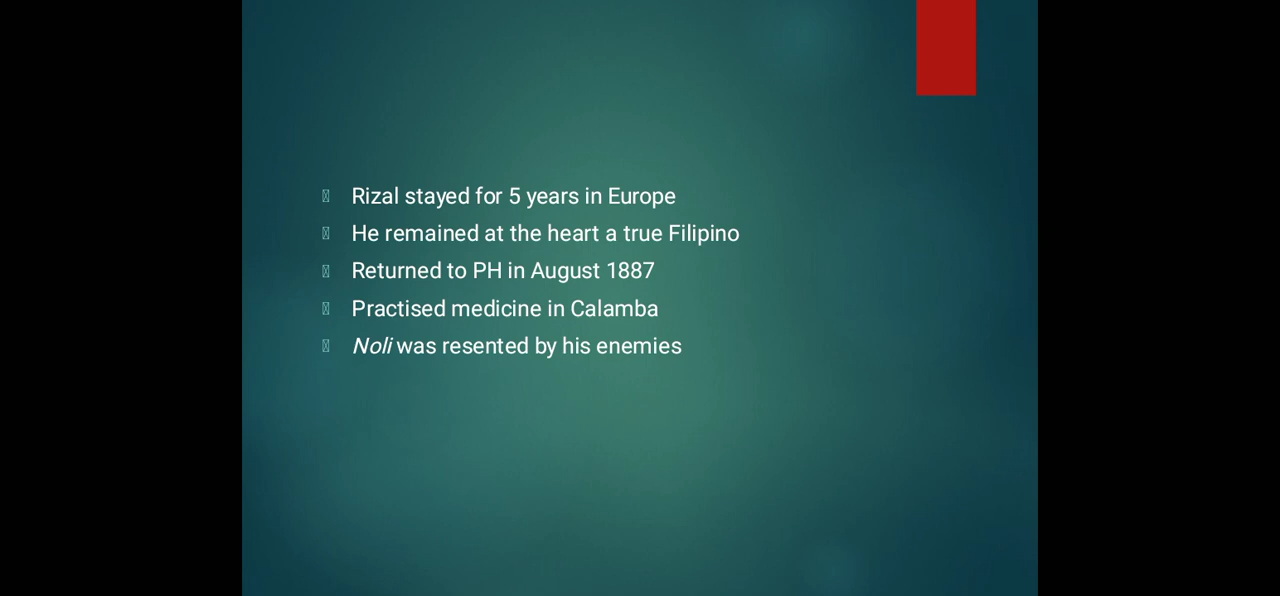 Rizal stayed for 5 years in Europe
He remained at the heart a true Filipino
Returned to PH in August 1887
Practised medicine in Calamba
Noli was resented by his enemies